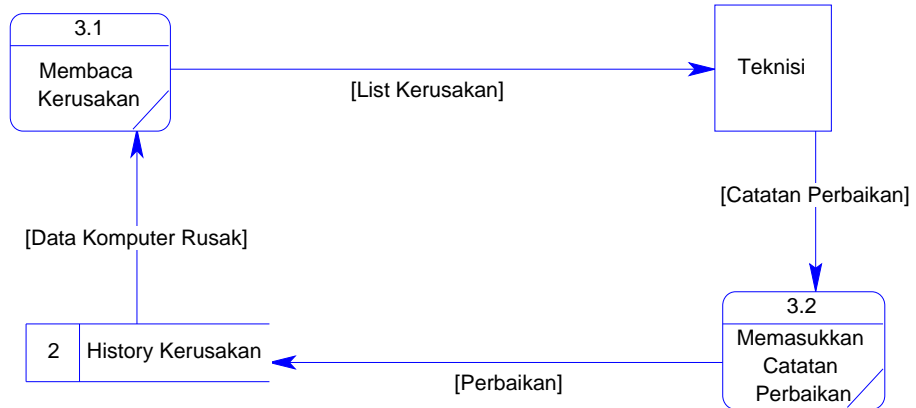 3.1
Membaca
Kerusakan
[List Kerusakan]
Teknisi
[Catatan Perbaikan]
[Data Komputer Rusak]
3.2
Memasukkan
Catatan
Perbaikan
2 History Kerusakan
[Perbaikan]